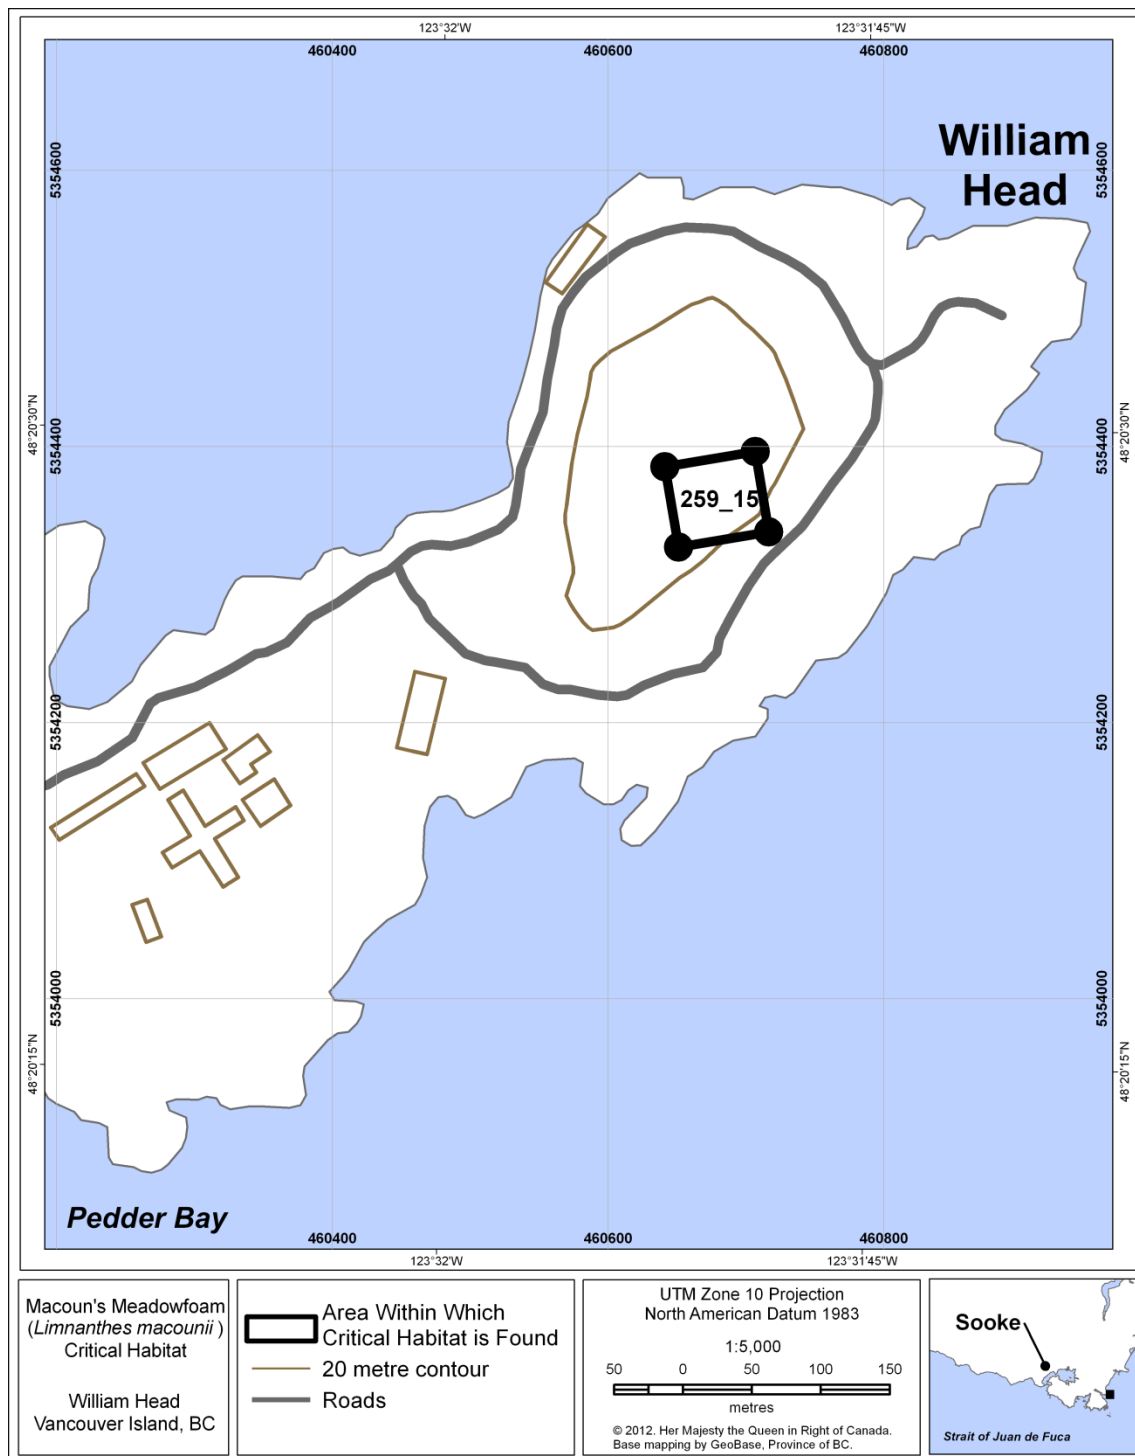 123°32'W
123°31'45"W
460400
460600
460800
William
Head
5354600
5354600
48°20'30"N
5354400
5354400
48°20'30"N
259_15
5354200
5354200
5354000
5354000
48°20'15"N
48°20'15"N
Pedder Bay
460400
460600
460800
123°32'W
123°31'45"W
Macoun's Meadowfoam
(Limnanthes macounii )
Critical Habitat
William Head
Vancouver Island, BC
Area Within Which
Critical Habitat is Found
20 metre contour
Roads
UTM Zone 10 Projection
North American Datum 1983
1:5,000
50 0 50 100 150
metres
© 2012. Her Majesty the Queen in Right of Canada.
Base mapping by GeoBase, Province of BC.
Sooke
Strait of Juan de Fuca